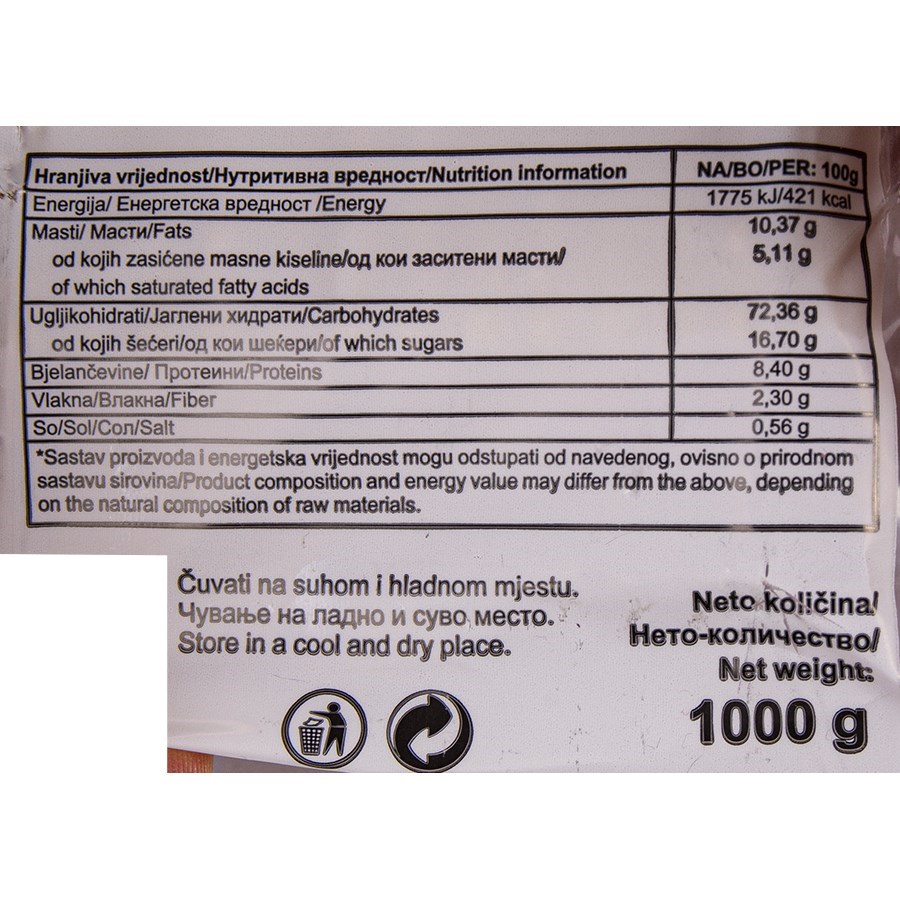 Hranjiva vrijednost/Нутритивна вредност/Nutrition information NA/BO/PER: 100g
Energija/ Енергетска вредност /Energy 1775 kJ/421 kcal
Masti/ Масти/Fats 10,37 g
od kojih zasićene masne kiseline/од кои заситени масти/ 5,11 g
of which saturated fatty acids
Ugljikohidrati/Јаглени хидрати/Carbohydrates 72,36 g
od kojih šećeri/од кои шеќери/of which sugars 16,70 g
Bjelančevine/ Протеини/Proteins 8,40 g
Vlakna/Влакна/Fiber 2,30 g
So/Sol/Сол/Salt 0,56 g
*Sastav proizvoda i energetska vrijednost mogu odstupati od navedenog, ovisno o prirodnom
sastavu sirovina/Product composition and energy value may differ from the above, depending
on the natural composition of raw materials.
Čuvati na suhom i hladnom mjestu.
Чување на ладно и суво место.
Store in a cool and dry place.
Neto količina/
Нето-количество/
Net weight:
1000 g